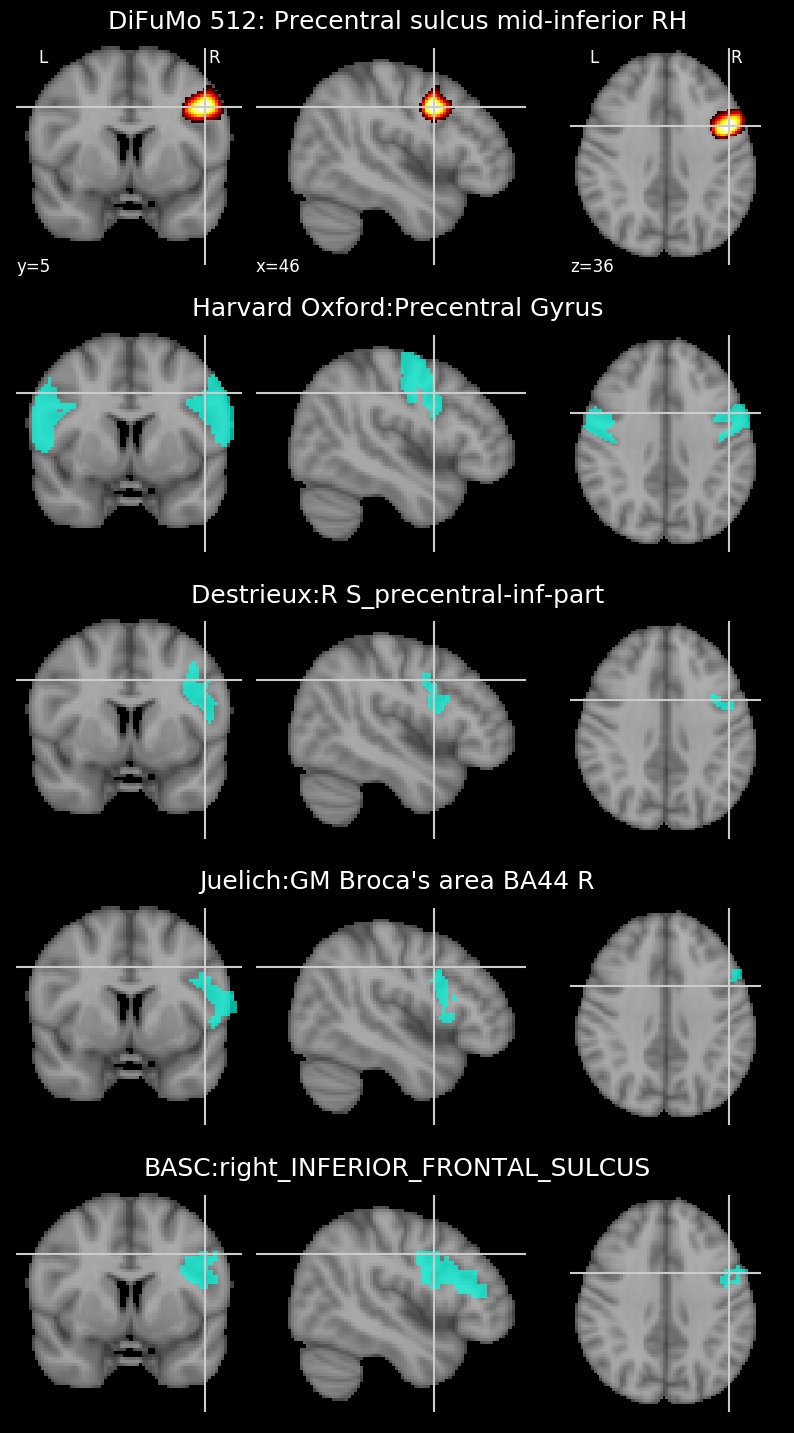 DiFuMo 512: Precentral sulcus mid-inferior RH
L R L R
y=5 x=46 z=36
Harvard Oxford:Precentral Gyrus
Destrieux:R S_precentral-inf-part
Juelich:GM Broca's area BA44 R
BASC:right_INFERIOR_FRONTAL_SULCUS